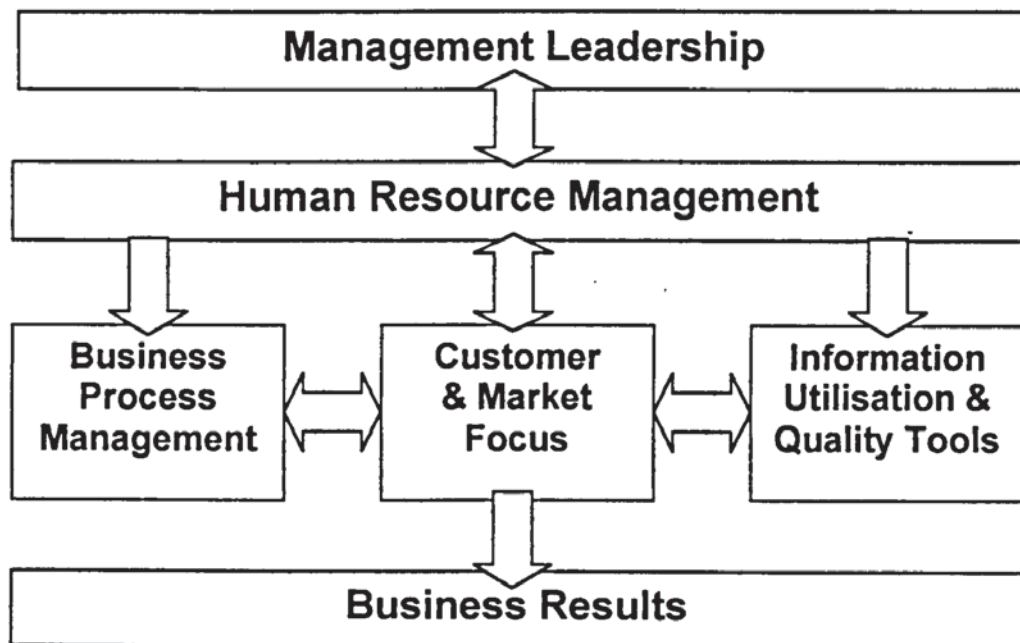 Management Leadership
Human Resource Management
Business
Process
Management
Customer
& Market
Focus
Information
Utilisation &
Quality Tools
Business Results